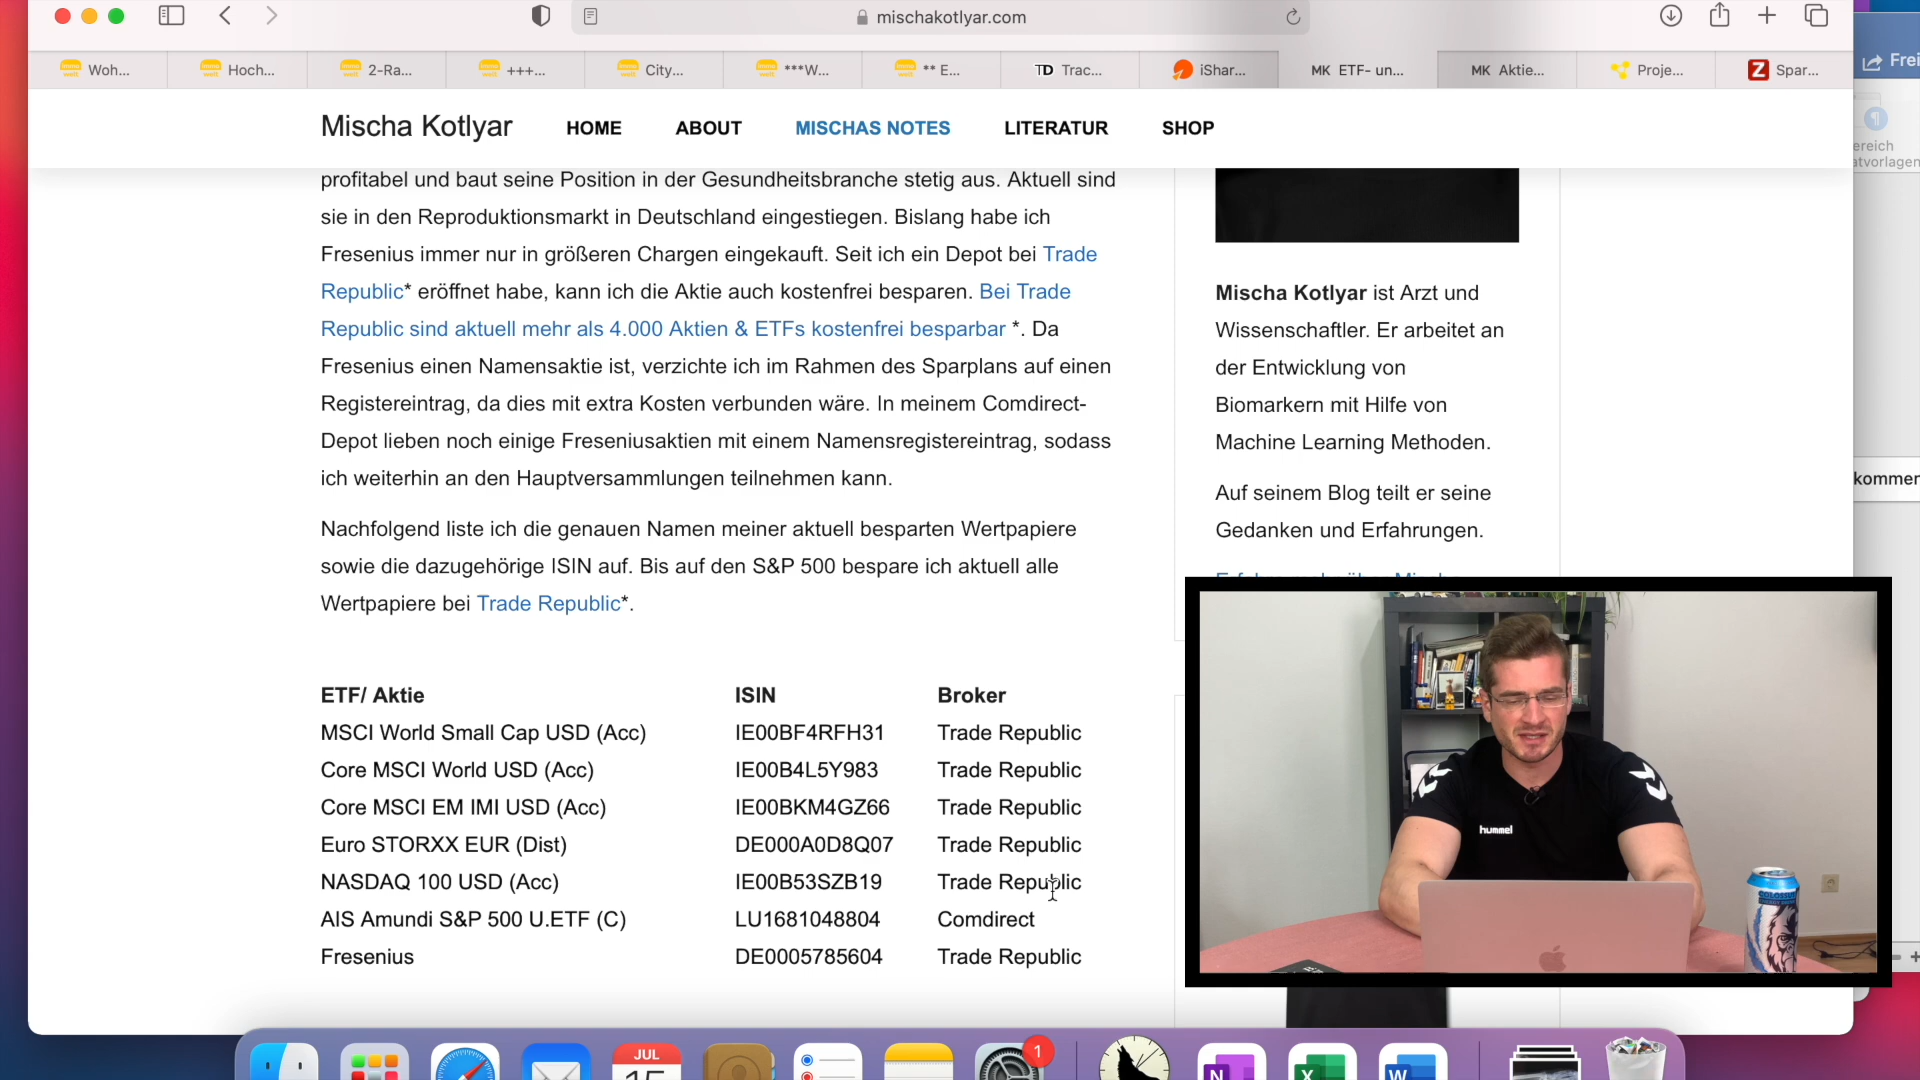 mischakotlyar.com
Woh...
Hoch...
2-Ra...
+++...
City...
***W...
** E...
TD Trac...
iShar...
MK ETF- un...
MK Aktie...
Proje...
Z Spar...
Frei
Mischa Kotlyar
HOME
ABOUT
MISCHAS NOTES
LITERATUR
SHOP
ereich
atvorlagen
kommer
profitabel und baut seine Position in der Gesundheitsbranche stetig aus. Aktuell sind
sie in den Reproduktionsmarkt in Deutschland eingestiegen. Bislang habe ich
Fresenius immer nur in größeren Chargen eingekauft. Seit ich ein Depot bei Trade
Republic* eröffnet habe, kann ich die Aktie auch kostenfrei besparen. Bei Trade
Republic sind aktuell mehr als 4.000 Aktien & ETFs kostenfrei besparbar *. Da
Fresenius einen Namensaktie ist, verzichte ich im Rahmen des Sparplans auf einen
Registereintrag, da dies mit extra Kosten verbunden wäre. In meinem Comdirect-
Depot lieben noch einige Freseniusaktien mit einem Namensregistereintrag, sodass
ich weiterhin an den Hauptversammlungen teilnehmen kann.
Nachfolgend liste ich die genauen Namen meiner aktuell besparten Wertpapiere
sowie die dazugehörige ISIN auf. Bis auf den S&P 500 bespare ich aktuell alle
Wertpapiere bei Trade Republic*.
ETF/ Aktie ISIN Broker
MSCI World Small Cap USD (Acc) IE00BF4RFH31 Trade Republic
Core MSCI World USD (Acc) IE00B4L5Y983 Trade Republic
Core MSCI EM IMI USD (Acc) IE00BKM4GZ66 Trade Republic
Euro STORXX EUR (Dist) DE000A0D8Q07 Trade Republic
NASDAQ 100 USD (Acc) IE00B53SZB19 Trade Republic
AIS Amundi S&P 500 U.ETF (C) LU1681048804 Comdirect
Fresenius DE0005785604 Trade Republic
Mischa Kotlyar ist Arzt und
Wissenschaftler. Er arbeitet an
der Entwicklung von
Biomarkern mit Hilfe von
Machine Learning Methoden.
Auf seinem Blog teilt er seine
Gedanken und Erfahrungen.
hummel
COLOSSUS
JUL
15
1
N
X
W